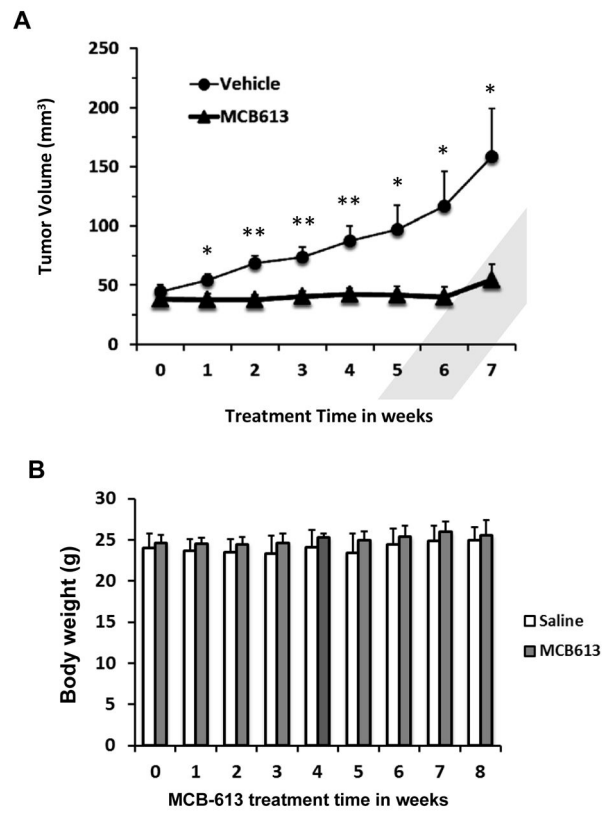 A
Tumor Volume (mm³)
250
200
150
100
50
0
Vehicle
MCB613
*
**
**
**
*
*
*
0 1 2 3 4 5 6 7
Treatment Time in weeks
B
Body weight (g)
30
25
20
15
10
5
0
Saline
MCB613
0 1 2 3 4 5 6 7 8
MCB-613 treatment time in weeks